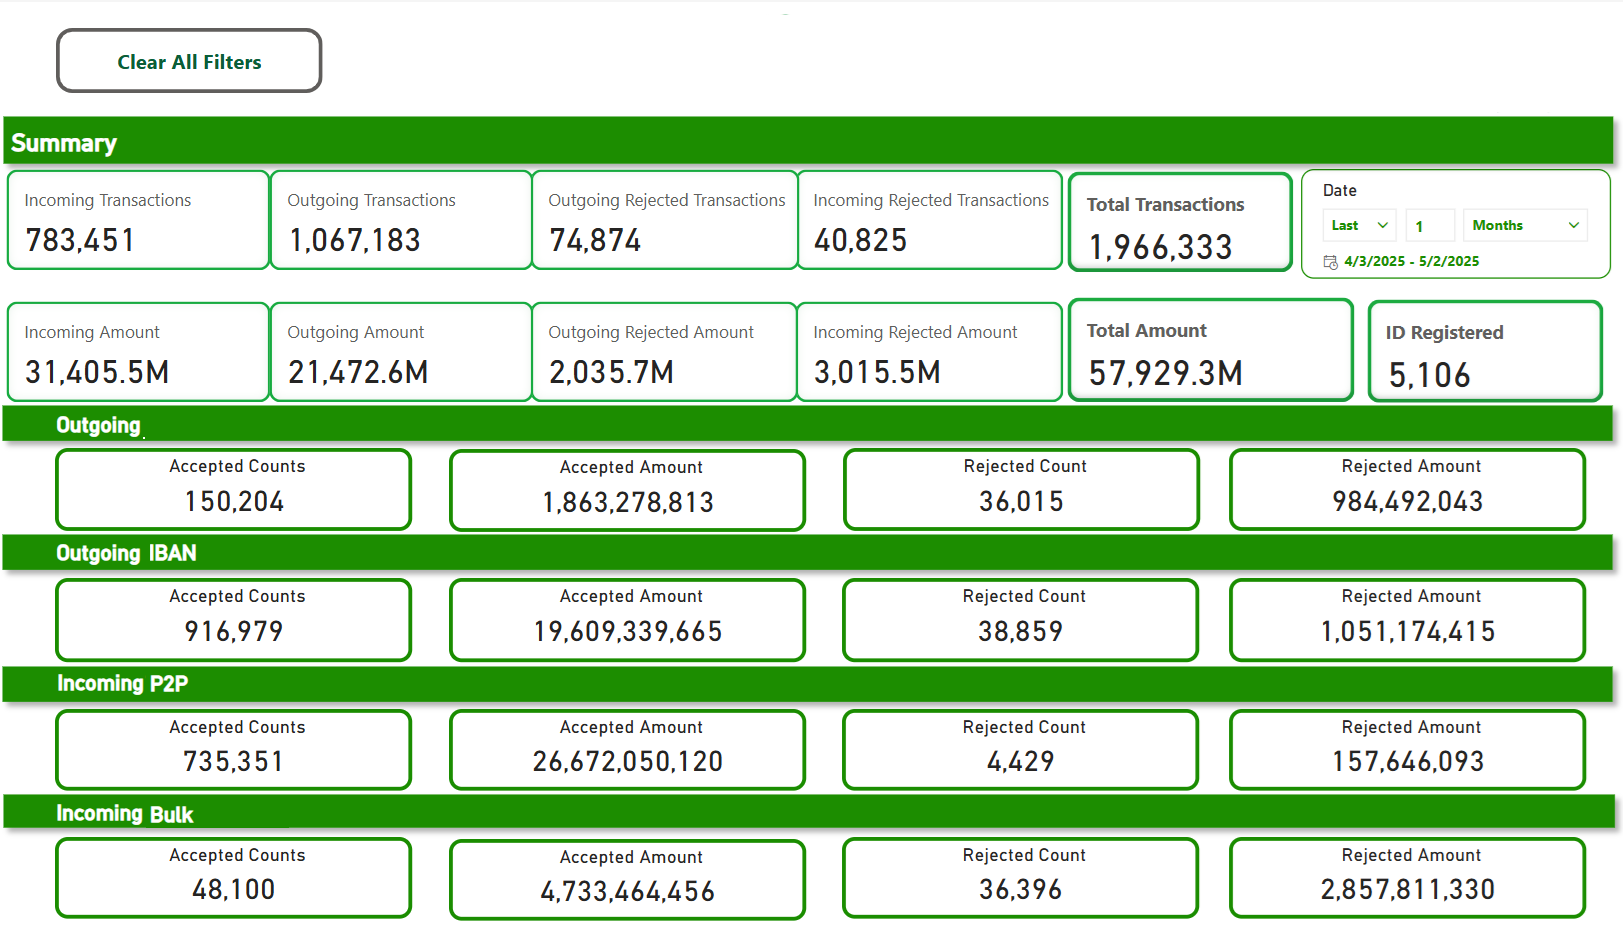 Clear All Filters
Summary
Incoming Transactions
783,451
Outgoing Transactions
1,067,183
Outgoing Rejected Transactions
74,874
Incoming Rejected Transactions
40,825
Total Transactions
1,966,333
Date
Last 1 Months
4/3/2025 - 5/2/2025
Incoming Amount
31,405.5M
Outgoing Amount
21,472.6M
Outgoing Rejected Amount
2,035.7M
Incoming Rejected Amount
3,015.5M
Total Amount
57,929.3M
ID Registered
5,106
Outgoing .
Accepted Counts
150,204
Accepted Amount
1,863,278,813
Rejected Count
36,015
Rejected Amount
984,492,043
Outgoing IBAN
Accepted Counts
916,979
Accepted Amount
19,609,339,665
Rejected Count
38,859
Rejected Amount
1,051,174,415
Incoming P2P
Accepted Counts
735,351
Accepted Amount
26,672,050,120
Rejected Count
4,429
Rejected Amount
157,646,093
Incoming Bulk
Accepted Counts
48,100
Accepted Amount
4,733,464,456
Rejected Count
36,396
Rejected Amount
2,857,811,330